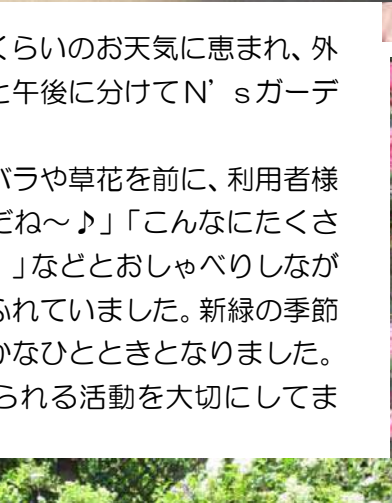 くらいのお天気に恵まれ、外
と午後に分けてN’sガーデ
バラや草花を前に、利用者様
だね～♪」「こんなにたくさ
」などとおしゃべりしなが
ふれていました。新緑の季節
かなひとときとなりました。
られる活動を大切にしてま